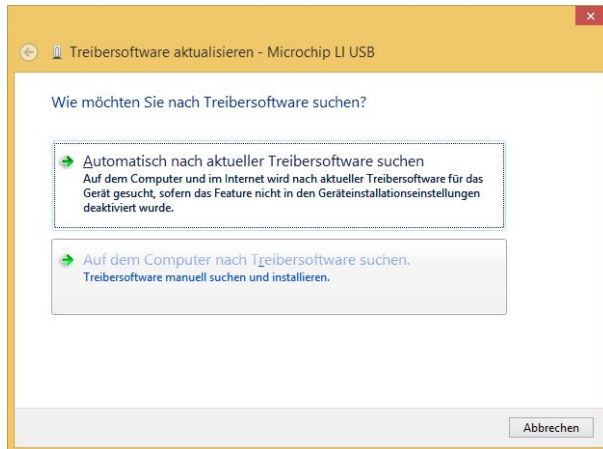 Treibersoftware aktualisieren - Microchip LI USB
Wie möchten Sie nach Treibersoftware suchen?
Automatisch nach aktueller Treibersoftware suchen
Auf dem Computer und im Internet wird nach aktueller Treibersoftware für das
Gerät gesucht, sofern das Feature nicht in den Geräteinstallationseinstellungen
deaktiviert wurde.
Auf dem Computer nach Treibersoftware suchen.
Treibersoftware manuell suchen und installieren.
Abbrechen